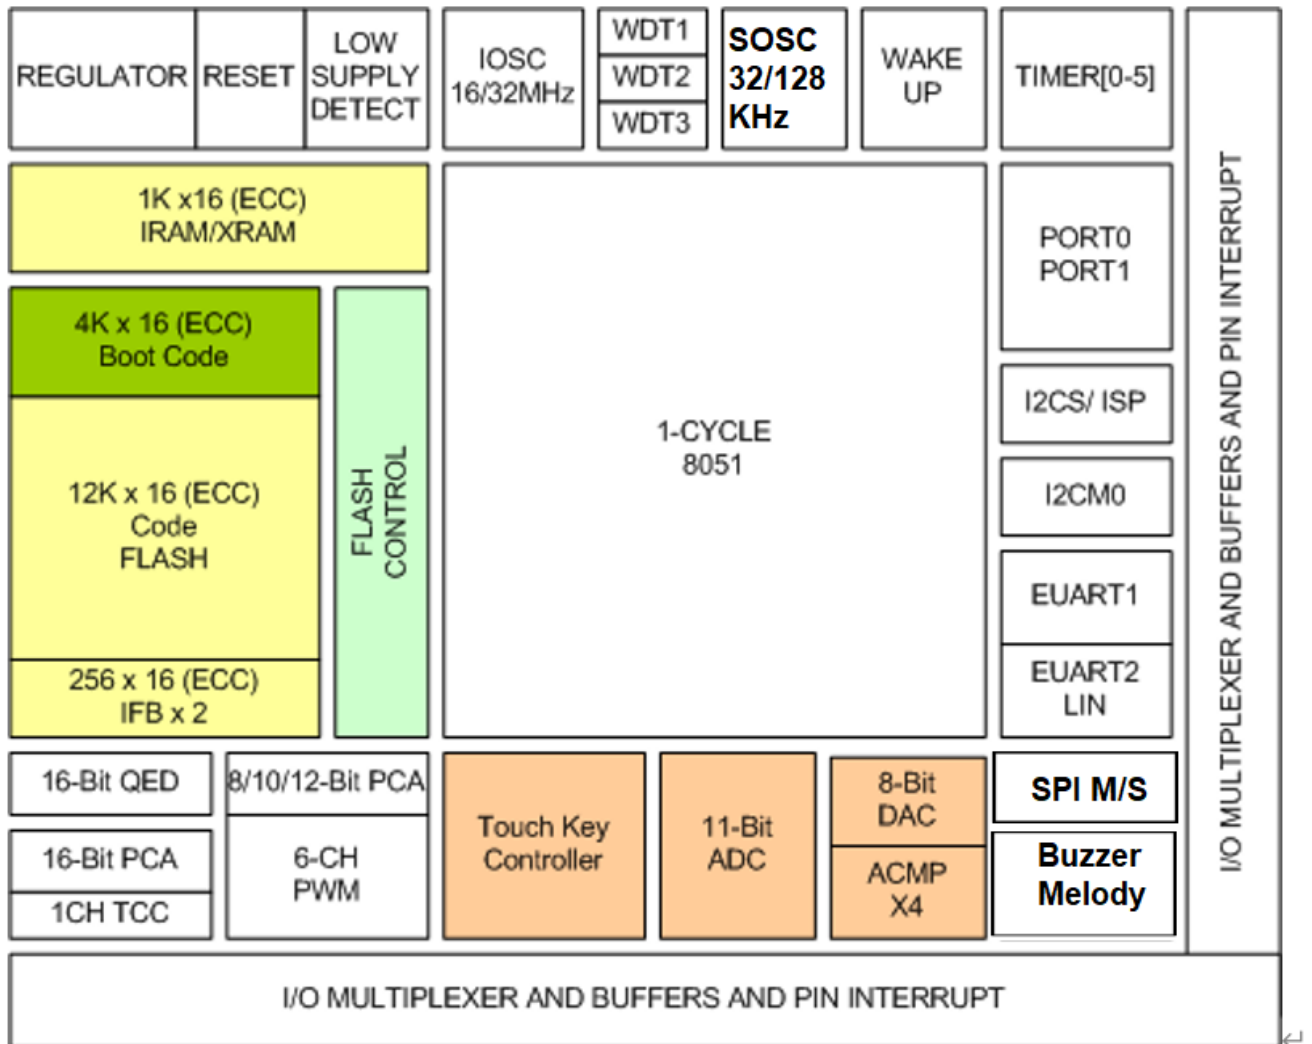 REGULATOR
RESET
LOW
SUPPLY
DETECT
IOSC
16/32MHz
WDT1
WDT2
WDT3
SOSC
32/128
KHz
WAKE
UP
TIMER[0-5]
1K x16 (ECC)
IRAM/XRAM
4K x 16 (ECC)
Boot Code
12K x 16 (ECC)
Code
FLASH
256 x 16 (ECC)
IFB x 2
FLASH
CONTROL
1-CYCLE
8051
PORT0
PORT1
I2CS/ ISP
I2CM0
EUART1
EUART2
LIN
I/O MULTIPLEXER AND BUFFERS AND PIN INTERRUPT
16-Bit QED
16-Bit PCA
1CH TCC
8/10/12-Bit PCA
6-CH
PWM
Touch Key
Controller
11-Bit
ADC
8-Bit
DAC
ACMP
X4
SPI M/S
Buzzer
Melody
I/O MULTIPLEXER AND BUFFERS AND PIN INTERRUPT